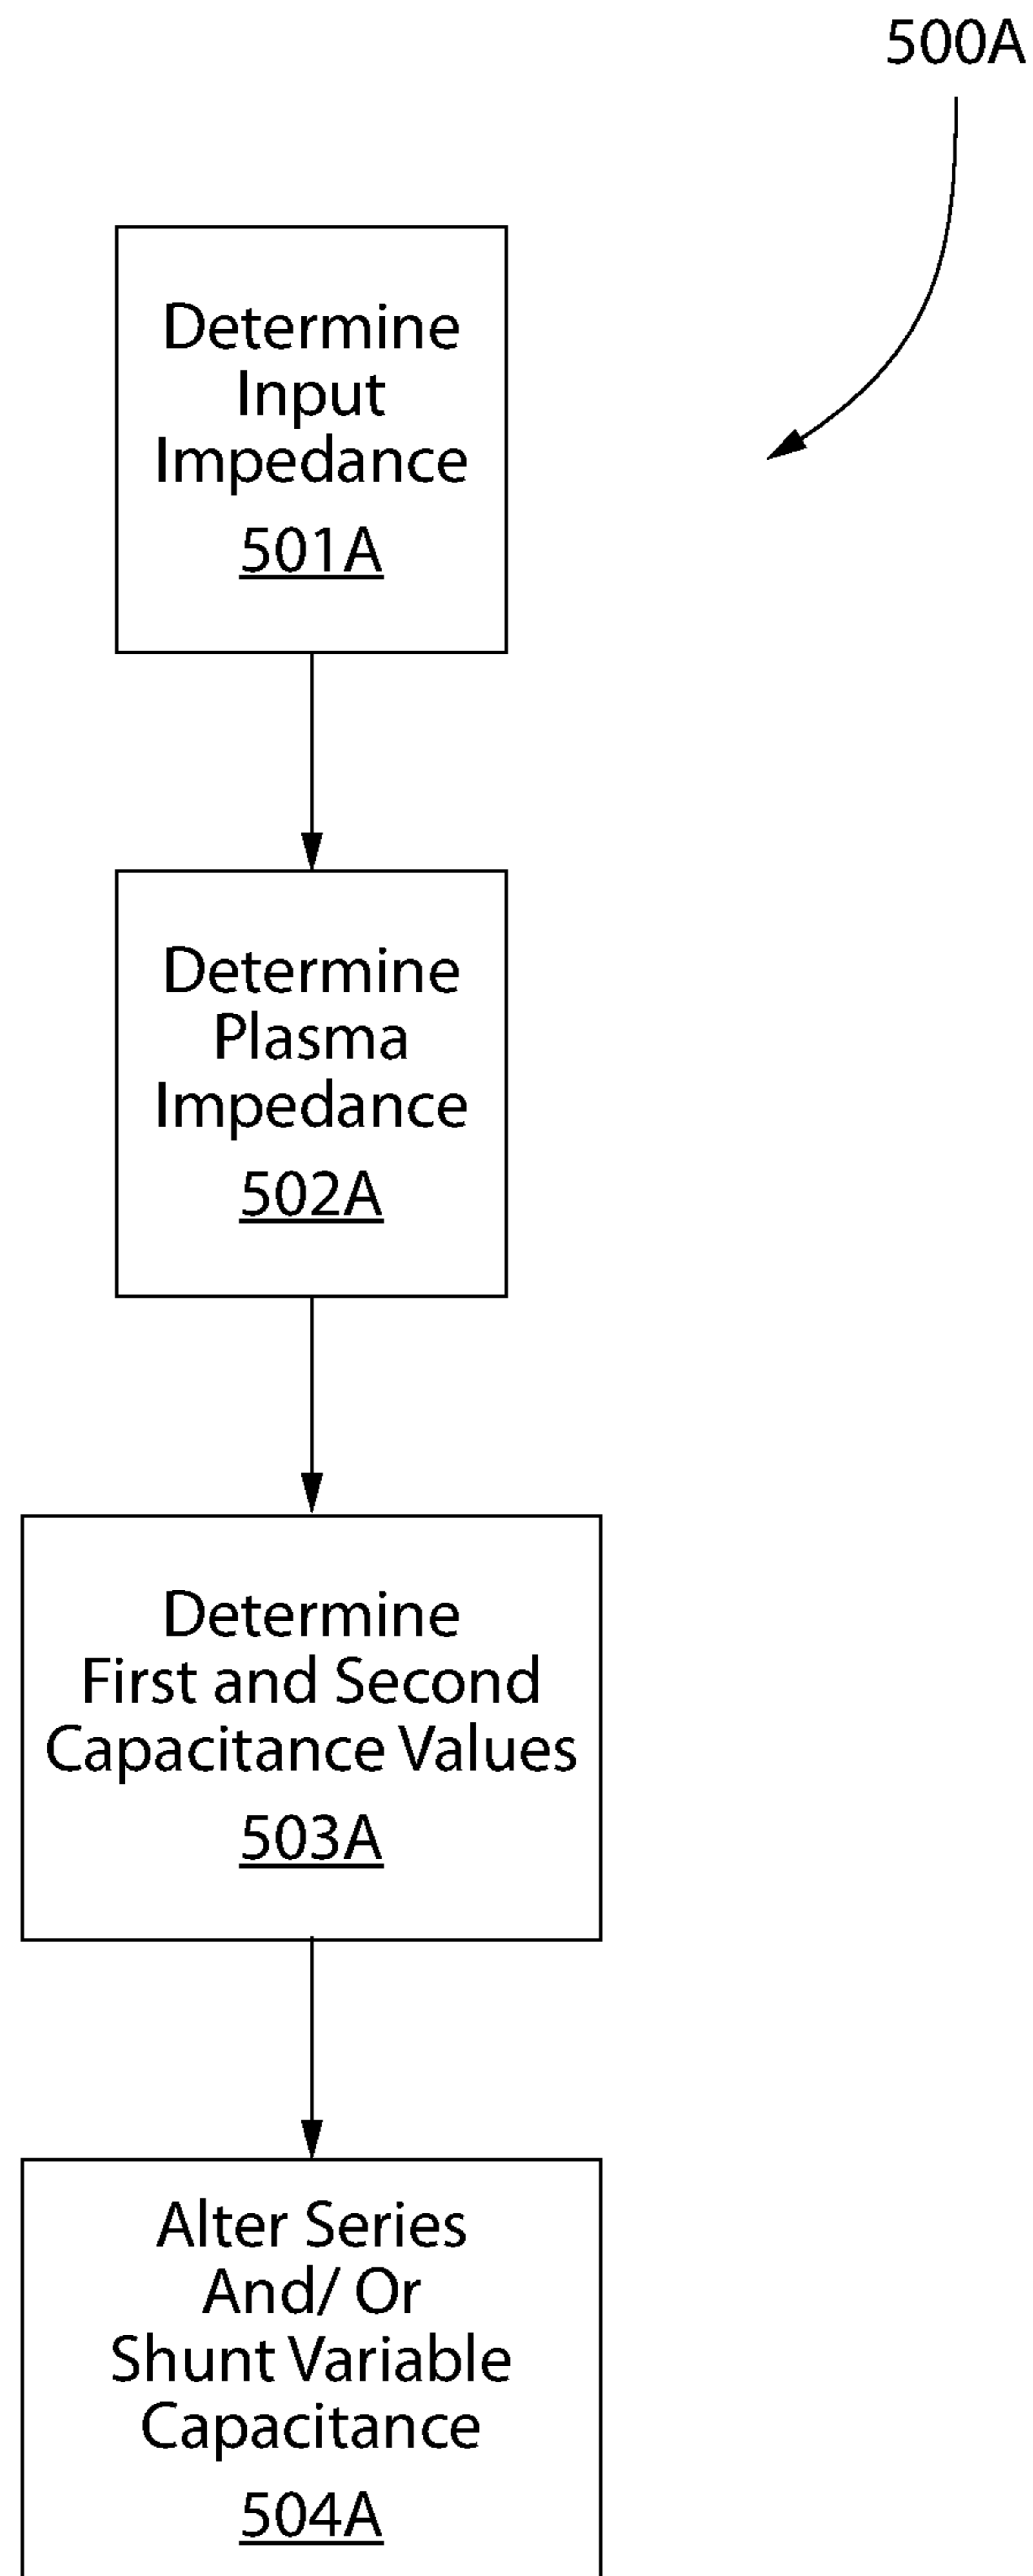 500A
Determine
Input
Impedance
501A
Determine
Plasma
Impedance
502A
Determine
First and Second
Capacitance Values
503A
Alter Series
And/ Or
Shunt Variable
Capacitance
504A